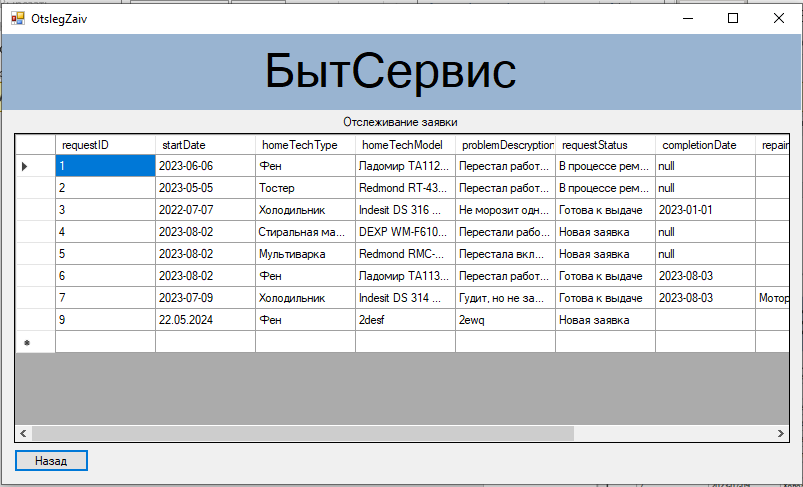 OtslegZaiv
БытСервис
Отслеживание заявки
requestID startDate homeTechType homeTechModel problemDescryption requestStatus completionDate repair
1 2023-06-06 Фен Ладомир ТА112... Перестал работ... В процессе рем... null
2 2023-05-05 Тостер Redmond RT-43... Перестал работ... В процессе рем... null
3 2022-07-07 Холодильник Indesit DS 316 ... Не морозит одн... Готова к выдаче 2023-01-01
4 2023-08-02 Стиральная ма... DEXP WM-F610... Перестали рабо... Новая заявка null
5 2023-08-02 Мультиварка Redmond RMC-... Перестала вкл... Новая заявка null
6 2023-08-02 Фен Ладомир ТА113... Перестал работ... Готова к выдаче 2023-08-03
7 2023-07-09 Холодильник Indesit DS 314 ... Гудит, но не за... Готова к выдаче 2023-08-03 Мотор
9 22.05.2024 Фен 2desf 2ewq Новая заявка
Назад